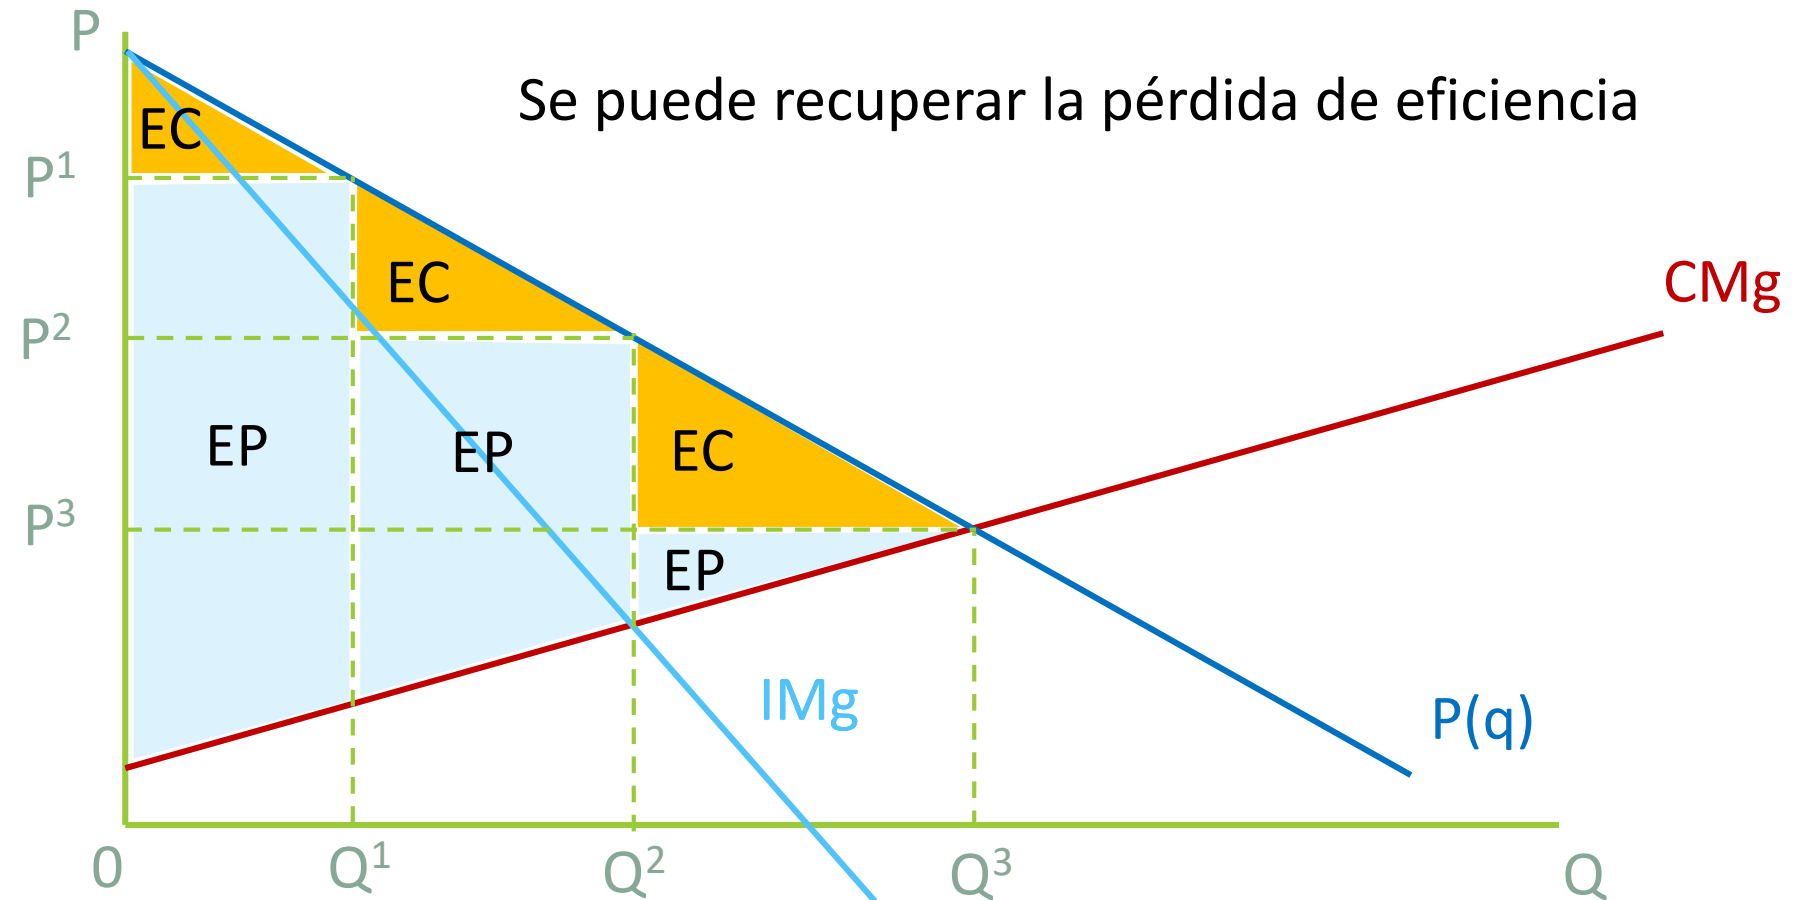 P
Se puede recuperar la pérdida de eficiencia
EC
P¹
EC
CMg
P²
EP
EP
EC
P³
EP
IMg
P(q)
0
Q¹
Q²
Q³
Q